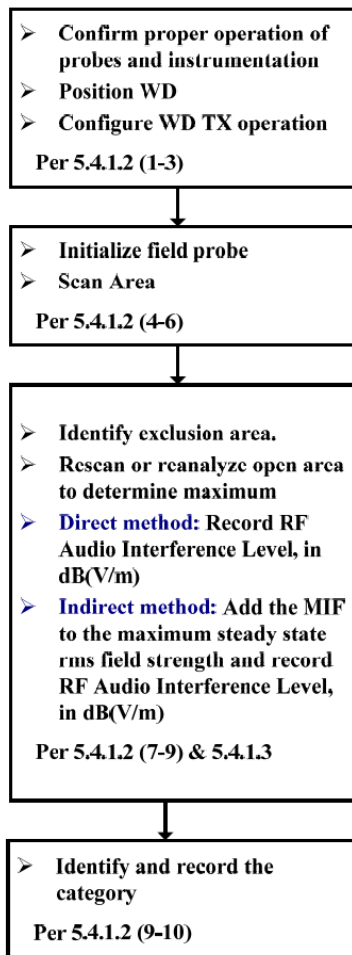 ➢ Confirm proper operation of
probes and instrumentation
➢ Position WD
➢ Configure WD TX operation
Per 5.4.1.2 (1-3)
➢ Initialize field probe
➢ Scan Area
Per 5.4.1.2 (4-6)
➢ Identify exclusion area.
➢ Rescan or reanalyze open area
to determine maximum
➢ Direct method: Record RF
Audio Interference Level, in
dB(V/m)
➢ Indirect method: Add the MIF
to the maximum steady state
rms field strength and record
RF Audio Interference Level,
in dB(V/m)
Per 5.4.1.2 (7-9) & 5.4.1.3
➢ Identify and record the
category
Per 5.4.1.2 (9-10)